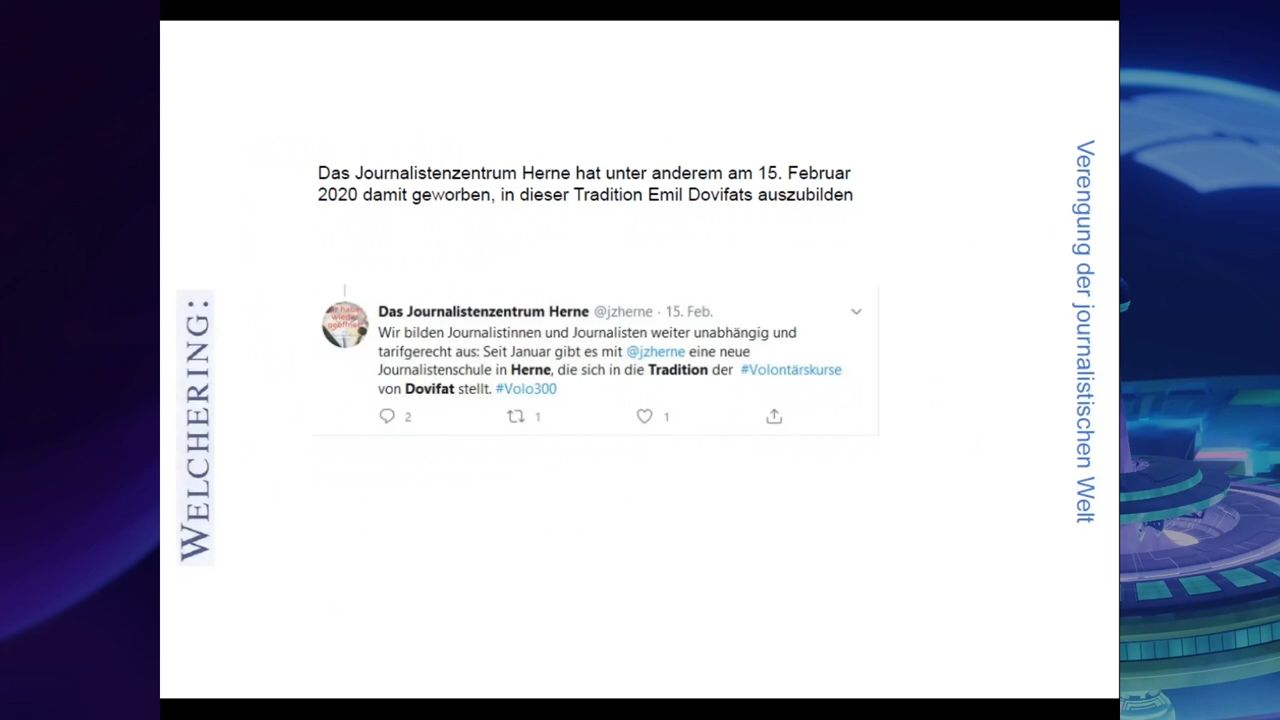 Das Journalistenzentrum Herne hat unter anderem am 15. Februar
2020 damit geworben, in dieser Tradition Emil Dovifats auszubilden
Das Journalistenzentrum Herne @jzherne · 15. Feb.
Wir bilden Journalistinnen und Journalisten weiter unabhängig und
tarifgerecht aus: Seit Januar gibt es mit @jzherne eine neue
Journalistenschule in Herne, die sich in die Tradition der #Volontärskurse
von Dovifat stellt. #Volo300
2 1 1
WELCHERING:
Verengung der journalistischen Welt